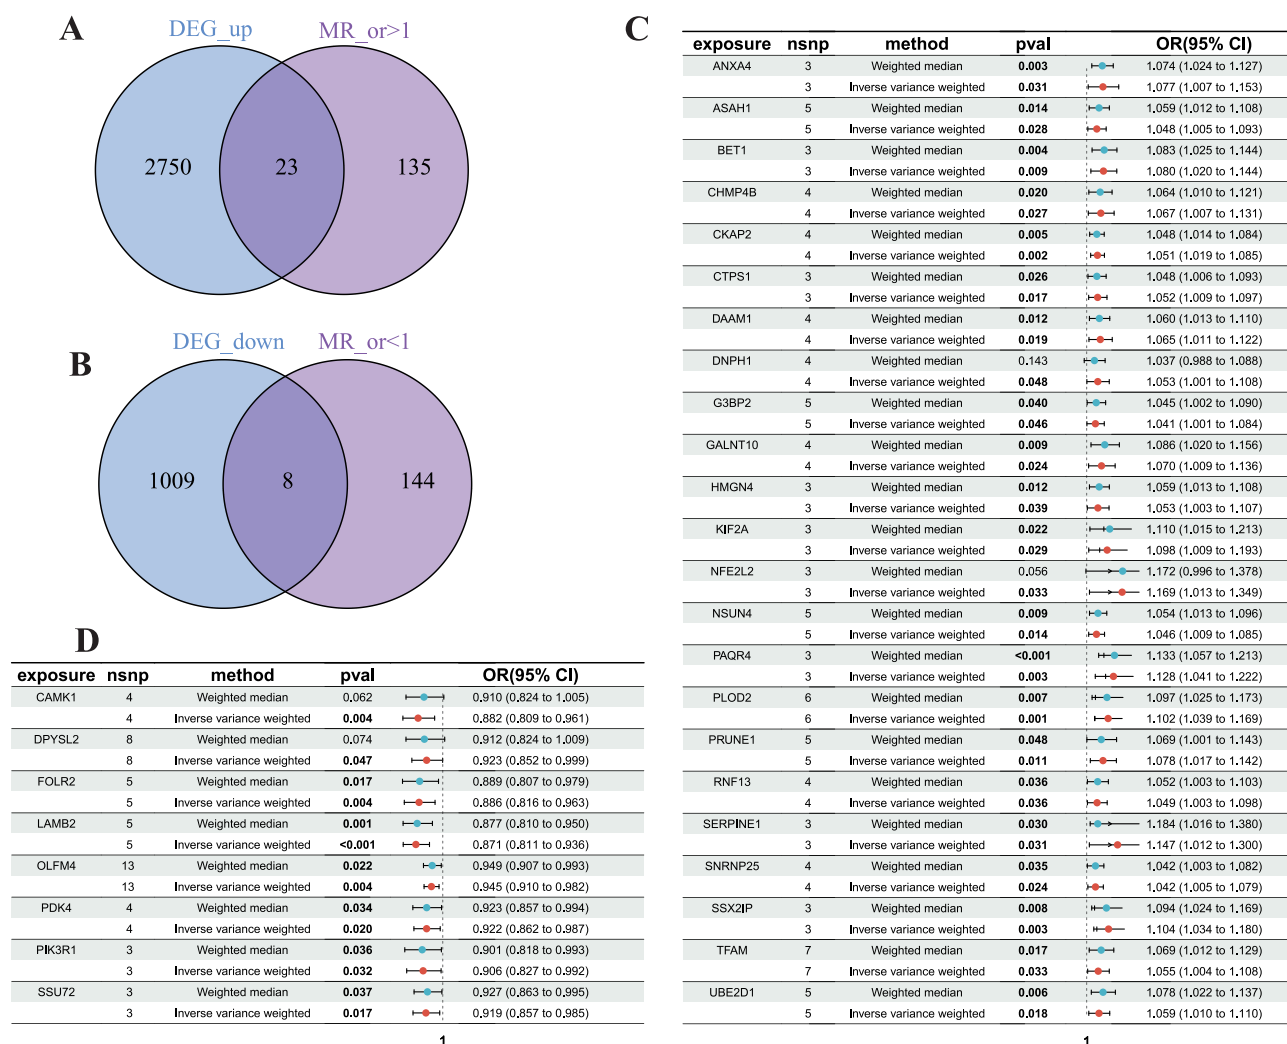 A
DEG_up MR_or>1
2750 23 135
B
DEG_down MR_or<1
1009 8 144
C
exposure nsnp method pval OR(95% CI)
ANXA4 3 Weighted median 0.003 1.074 (1.024 to 1.127)
3 Inverse variance weighted 0.031 1.077 (1.007 to 1.153)
ASAH1 5 Weighted median 0.014 1.059 (1.012 to 1.108)
5 Inverse variance weighted 0.028 1.048 (1.005 to 1.093)
BET1 3 Weighted median 0.004 1.083 (1.025 to 1.144)
3 Inverse variance weighted 0.009 1.080 (1.020 to 1.144)
CHMP4B 4 Weighted median 0.020 1.064 (1.010 to 1.121)
4 Inverse variance weighted 0.027 1.067 (1.007 to 1.131)
CKAP2 4 Weighted median 0.005 1.048 (1.014 to 1.084)
4 Inverse variance weighted 0.002 1.051 (1.019 to 1.085)
CTPS1 3 Weighted median 0.026 1.048 (1.006 to 1.093)
3 Inverse variance weighted 0.017 1.052 (1.009 to 1.097)
DAAM1 4 Weighted median 0.012 1.060 (1.013 to 1.110)
4 Inverse variance weighted 0.019 1.065 (1.011 to 1.122)
DNPH1 4 Weighted median 0.143 1.037 (0.988 to 1.088)
4 Inverse variance weighted 0.048 1.053 (1.001 to 1.108)
G3BP2 5 Weighted median 0.040 1.045 (1.002 to 1.090)
5 Inverse variance weighted 0.046 1.041 (1.001 to 1.084)
GALNT10 4 Weighted median 0.009 1.086 (1.020 to 1.156)
4 Inverse variance weighted 0.024 1.070 (1.009 to 1.136)
HMGN4 3 Weighted median 0.012 1.059 (1.013 to 1.108)
3 Inverse variance weighted 0.039 1.053 (1.003 to 1.107)
KIF2A 3 Weighted median 0.022 1.110 (1.015 to 1.213)
3 Inverse variance weighted 0.029 1.098 (1.009 to 1.193)
NFE2L2 3 Weighted median 0.056 1.172 (0.996 to 1.378)
3 Inverse variance weighted 0.033 1.169 (1.013 to 1.349)
NSUN4 5 Weighted median 0.009 1.054 (1.013 to 1.096)
5 Inverse variance weighted 0.014 1.046 (1.009 to 1.085)
PAQR4 3 Weighted median <0.001 1.133 (1.057 to 1.213)
3 Inverse variance weighted 0.003 1.128 (1.041 to 1.222)
PLOD2 6 Weighted median 0.007 1.097 (1.025 to 1.173)
6 Inverse variance weighted 0.001 1.102 (1.039 to 1.169)
PRUNE1 5 Weighted median 0.048 1.069 (1.001 to 1.143)
5 Inverse variance weighted 0.011 1.078 (1.017 to 1.142)
RNF13 4 Weighted median 0.036 1.052 (1.003 to 1.103)
4 Inverse variance weighted 0.036 1.049 (1.003 to 1.098)
SERPINE1 3 Weighted median 0.030 1.184 (1.016 to 1.380)
3 Inverse variance weighted 0.031 1.147 (1.012 to 1.300)
SNRNP25 4 Weighted median 0.035 1.042 (1.003 to 1.082)
4 Inverse variance weighted 0.024 1.042 (1.005 to 1.079)
SSX2IP 3 Weighted median 0.008 1.094 (1.024 to 1.169)
3 Inverse variance weighted 0.003 1.104 (1.034 to 1.180)
TFAM 7 Weighted median 0.017 1.069 (1.012 to 1.129)
7 Inverse variance weighted 0.033 1.055 (1.004 to 1.108)
UBE2D1 5 Weighted median 0.006 1.078 (1.022 to 1.137)
5 Inverse variance weighted 0.018 1.059 (1.010 to 1.110)
1
D
exposure nsnp method pval OR(95% CI)
CAMK1 4 Weighted median 0.062 0.910 (0.824 to 1.005)
4 Inverse variance weighted 0.004 0.882 (0.809 to 0.961)
DPYSL2 8 Weighted median 0.074 0.912 (0.824 to 1.009)
8 Inverse variance weighted 0.047 0.923 (0.852 to 0.999)
FOLR2 5 Weighted median 0.017 0.889 (0.807 to 0.979)
5 Inverse variance weighted 0.004 0.886 (0.816 to 0.963)
LAMB2 5 Weighted median 0.001 0.877 (0.810 to 0.950)
5 Inverse variance weighted <0.001 0.871 (0.811 to 0.936)
OLFM4 13 Weighted median 0.022 0.949 (0.907 to 0.993)
13 Inverse variance weighted 0.004 0.945 (0.910 to 0.982)
PDK4 4 Weighted median 0.034 0.923 (0.857 to 0.994)
4 Inverse variance weighted 0.020 0.922 (0.862 to 0.987)
PIK3R1 3 Weighted median 0.036 0.901 (0.818 to 0.993)
3 Inverse variance weighted 0.032 0.906 (0.827 to 0.992)
SSU72 3 Weighted median 0.037 0.927 (0.863 to 0.995)
3 Inverse variance weighted 0.017 0.919 (0.857 to 0.985)
1